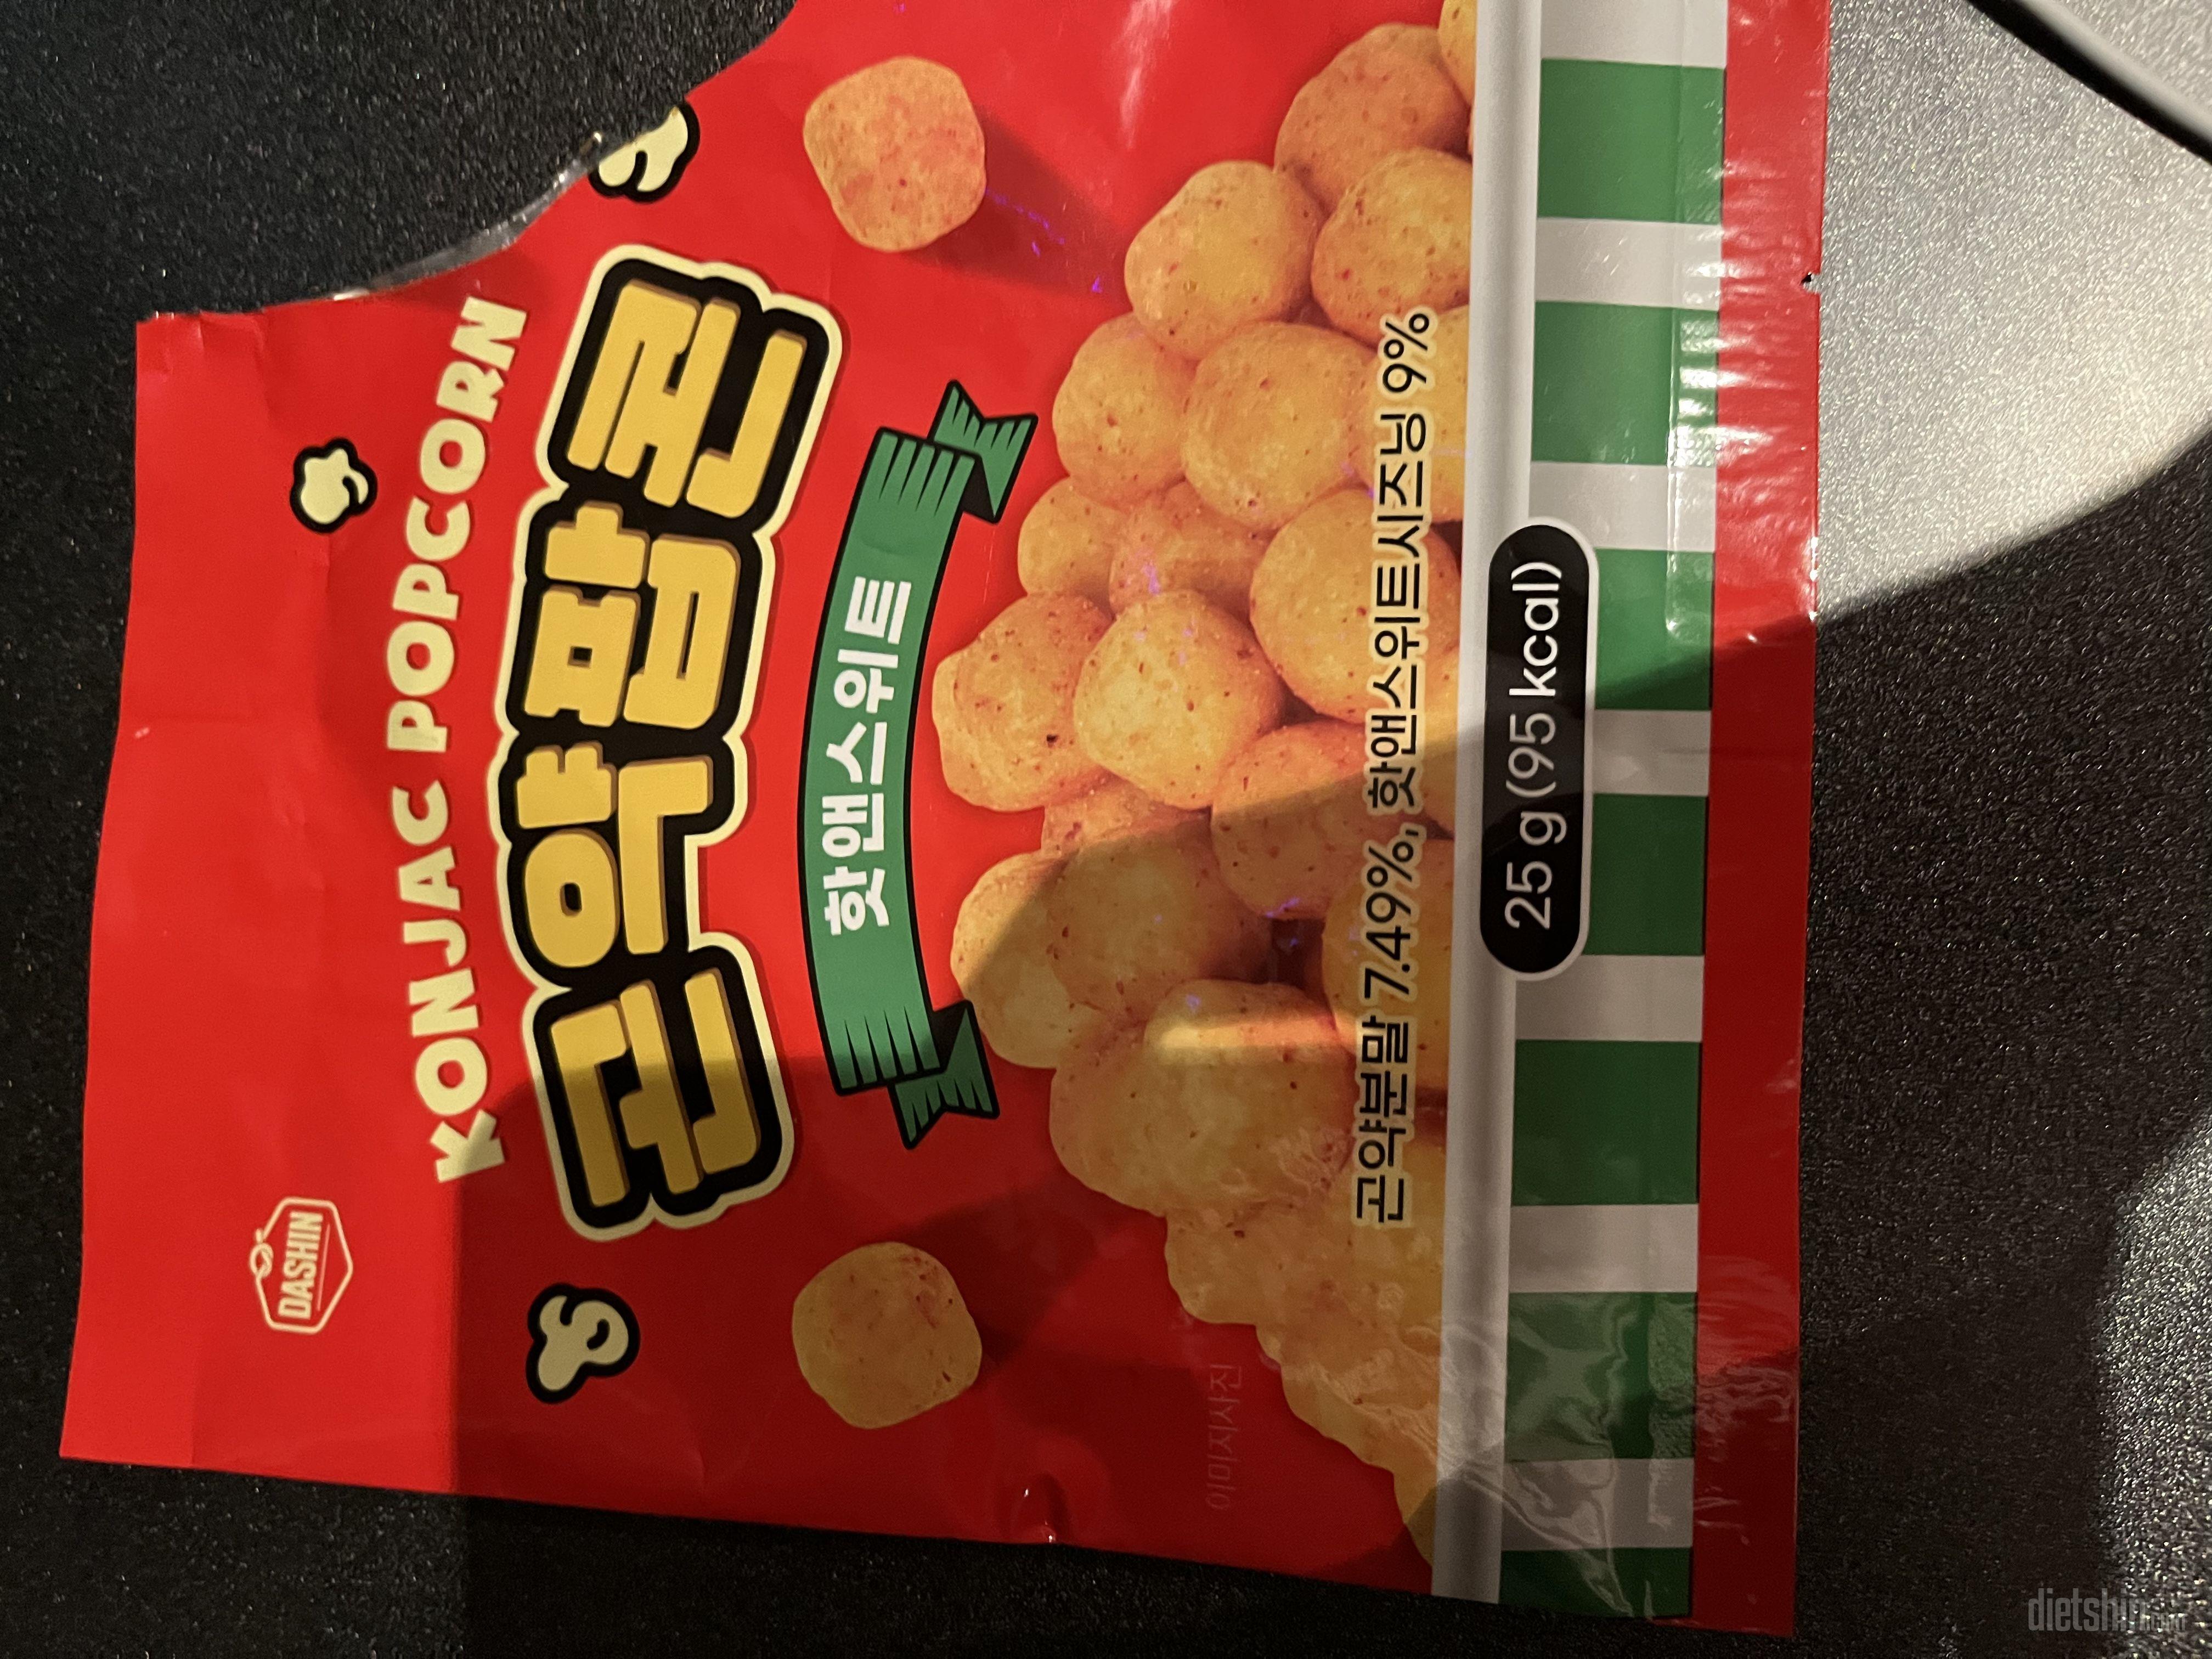 DASHIN
KONJAC POPCORN
곤약팝콘
핫앤스위트
이미지사진
곤약분말 7.49%, 핫앤스위트시즈닝 9%
25 g (95 kcal)
dietshin.com